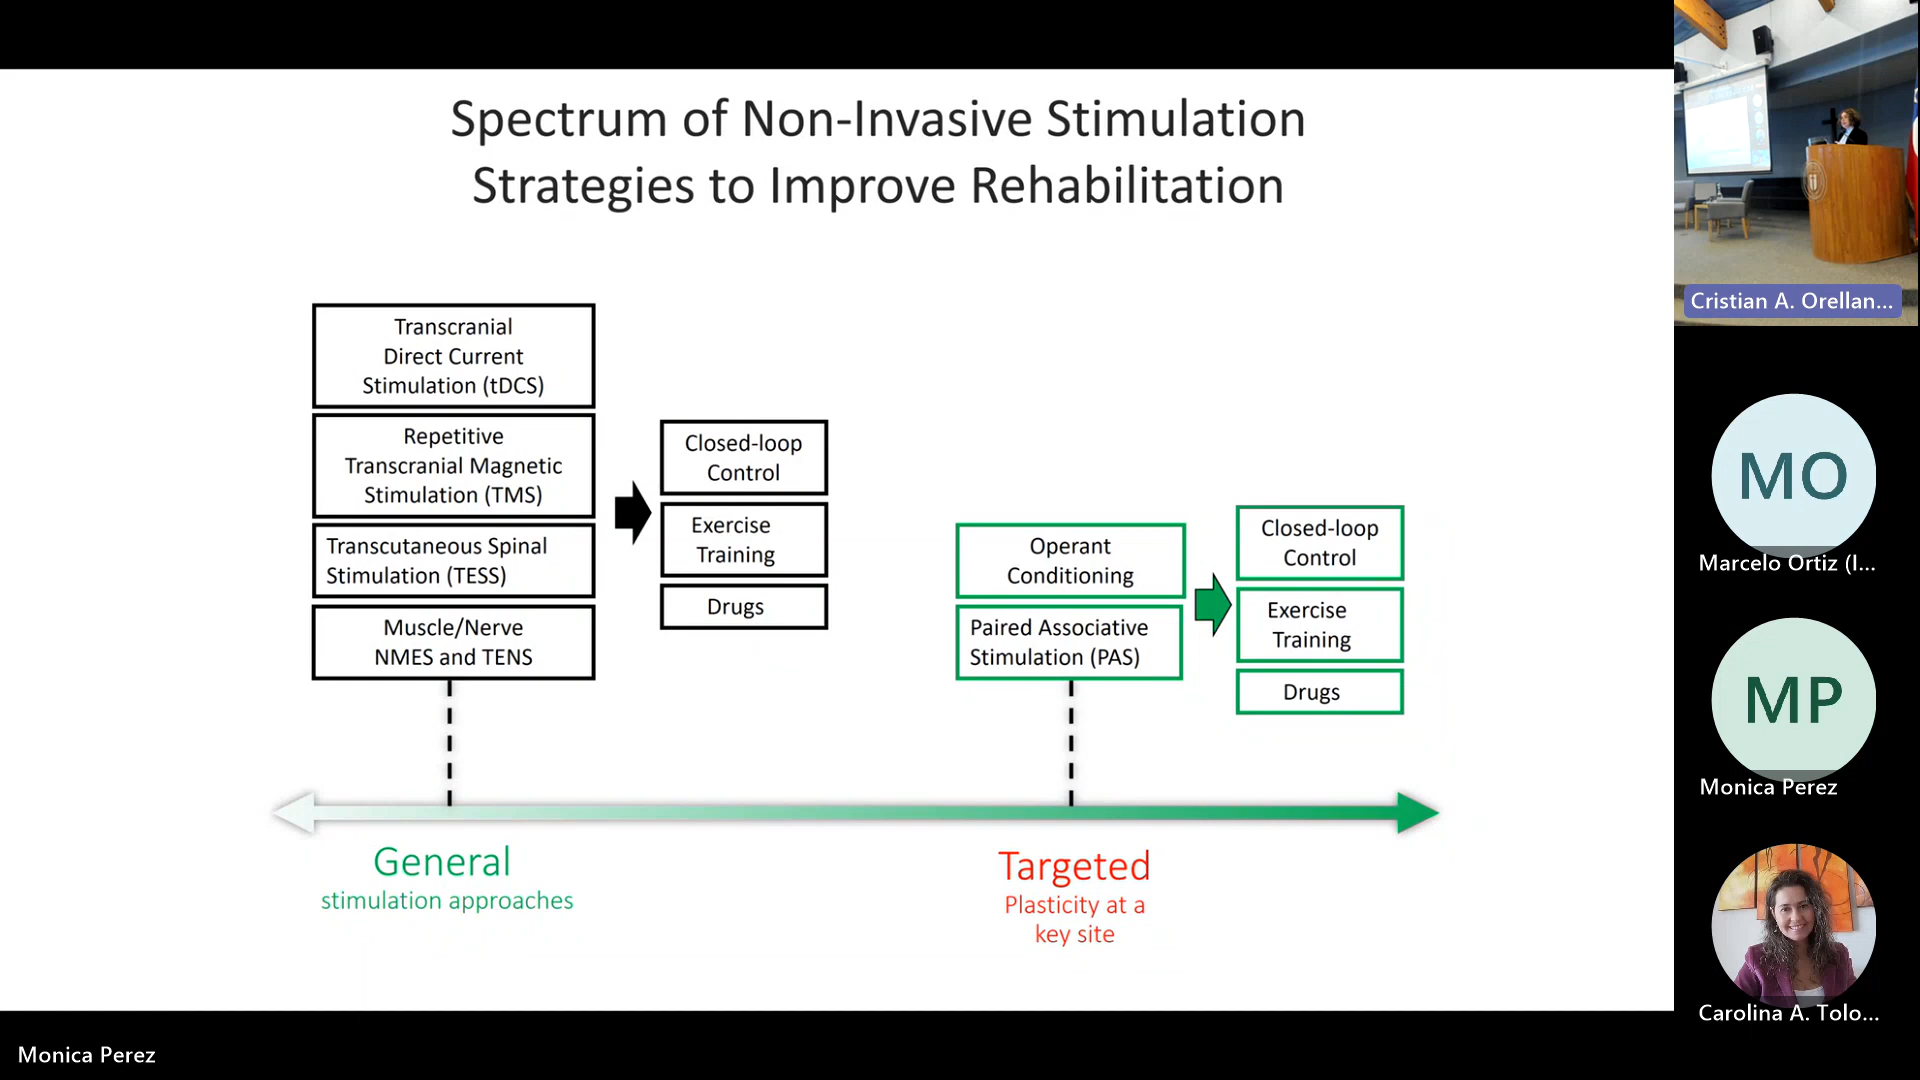 Spectrum of Non-Invasive Stimulation
Strategies to Improve Rehabilitation
Transcranial
Direct Current
Stimulation (tDCS)
Repetitive
Transcranial Magnetic
Stimulation (TMS)
Transcutaneous Spinal
Stimulation (TESS)
Muscle/Nerve
NMES and TENS
Closed-loop
Control
Exercise
Training
Drugs
Operant
Conditioning
Paired Associative
Stimulation (PAS)
Closed-loop
Control
Exercise
Training
Drugs
General
stimulation approaches
Targeted
Plasticity at a
key site
Cristian A. Orellan...
MO
Marcelo Ortiz (I...
MP
Monica Perez
Carolina A. Tolo...
Monica Perez